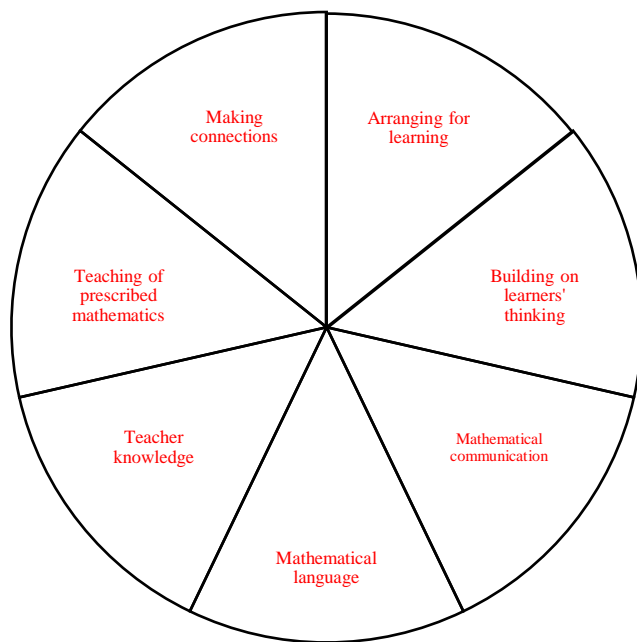 Making
connections
Arranging for
learning
Building on
learners'
thinking
Mathematical
communication
Mathematical
language
Teacher
knowledge
Teaching of
prescribed
mathematics